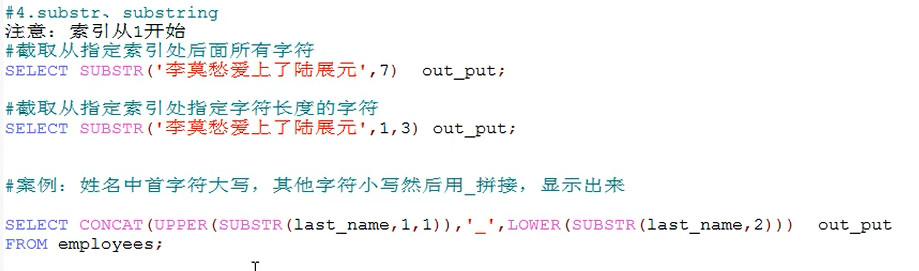 #4.substr、substring
注意：索引从1开始
#截取从指定索引处后面所有字符
SELECT SUBSTR('李莫愁爱上了陆展元',7)  out_put;
#截取从指定索引处指定字符长度的字符
SELECT SUBSTR('李莫愁爱上了陆展元',1,3) out_put;
#案例：姓名中首字符大写，其他字符小写然后用_拼接，显示出来
SELECT CONCAT(UPPER(SUBSTR(last_name,1,1)),'_',LOWER(SUBSTR(last_name,2)))  out_put
FROM employees;